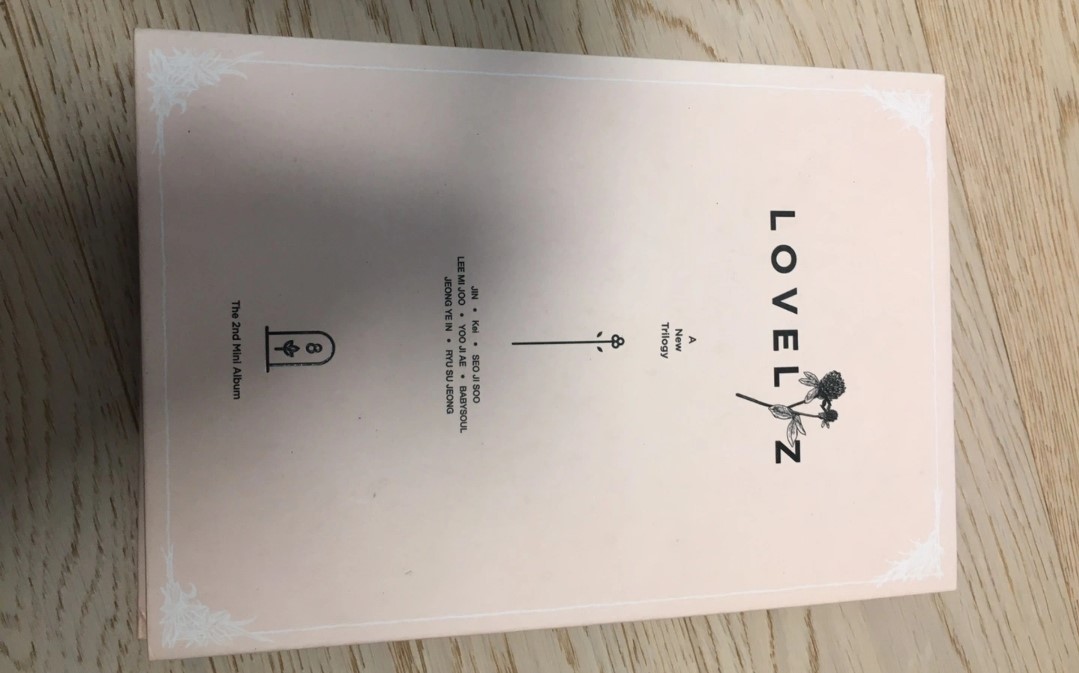 LOVELYZ
A
New
Trilogy
JIN • Kei • SEO JI SOO
LEE MI JOO • YOO JI AE • BABYSOUL
JEONG YE IN • RYU SU JEONG
8
The 2nd Mini Album